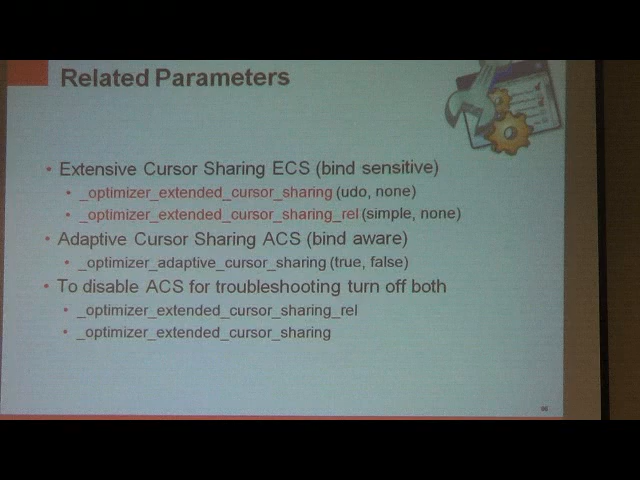 Related Parameters
• Extensive Cursor Sharing ECS (bind sensitive)
• _optimizer_extended_cursor_sharing (udo, none)
• _optimizer_extended_cursor_sharing_rel (simple, none)
• Adaptive Cursor Sharing ACS (bind aware)
• _optimizer_adaptive_cursor_sharing (true, false)
• To disable ACS for troubleshooting turn off both
• _optimizer_extended_cursor_sharing_rel
• _optimizer_extended_cursor_sharing